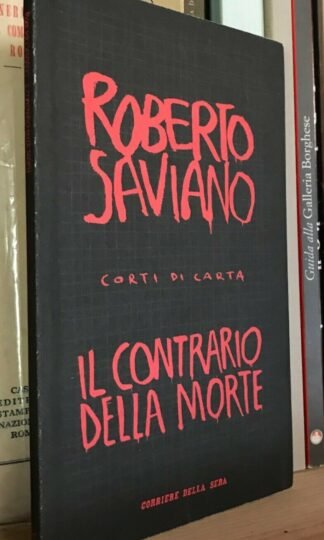 ROBERTO
SAVIANO
CORTI DI CARTA
IL CONTRARIO
DELLA MORTE
CORRIERE DELLA SERA
Guida alla Galleria Borghese